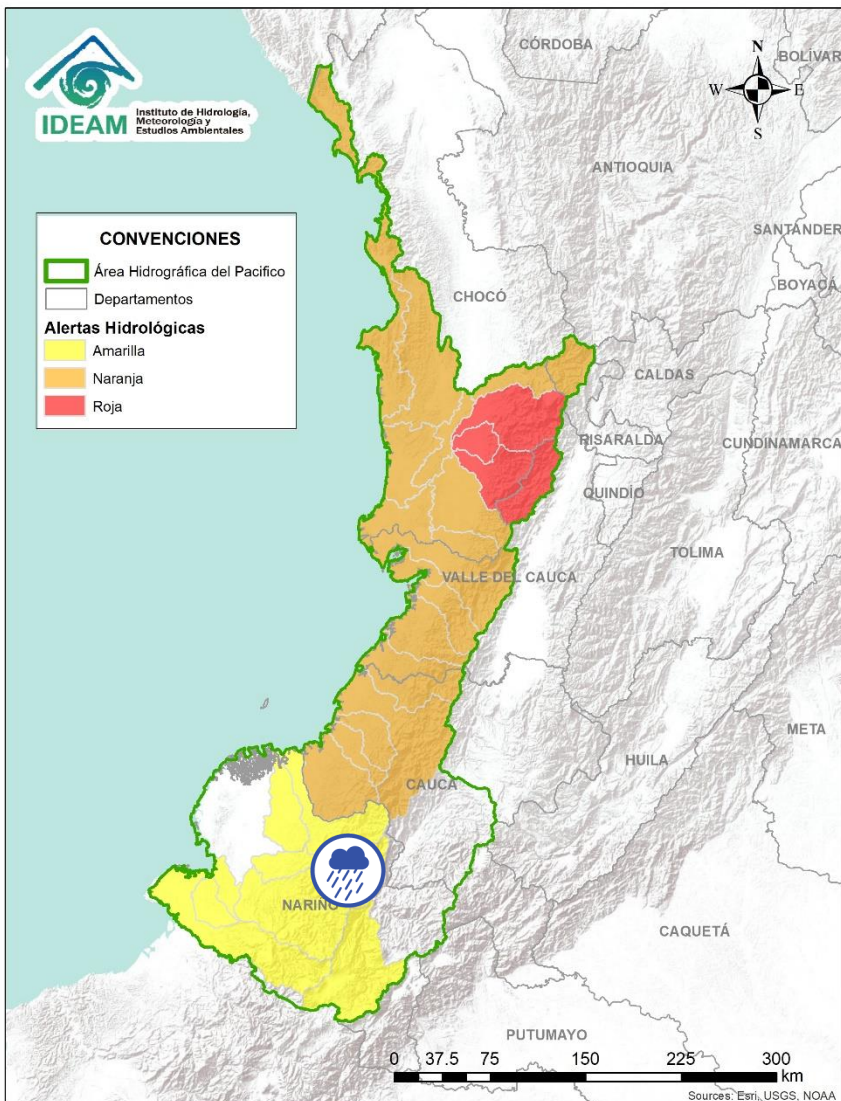 IDEAM
Instituto de Hidrología,
Meteorología y
Estudios Ambientales
CÓRDOBA
BOLÍVAR
N
W
E
S
ANTIOQUIA
SANTANDER
BOYACÁ
CONVENCIONES
Área Hidrográfica del Pacifico
Departamentos
Alertas Hidrológicas
Amarilla
Naranja
Roja
CHOCÓ
CALDAS
RISARALDA
CUNDINAMARCA
QUINDÍO
TOLIMA
VALLE DEL CAUCA
META
HUILA
CAUCA
NARIÑO
CAQUETÁ
PUTUMAYO
0 37.5 75 150 225 300
km
Sources: Esri, USGS, NOAA